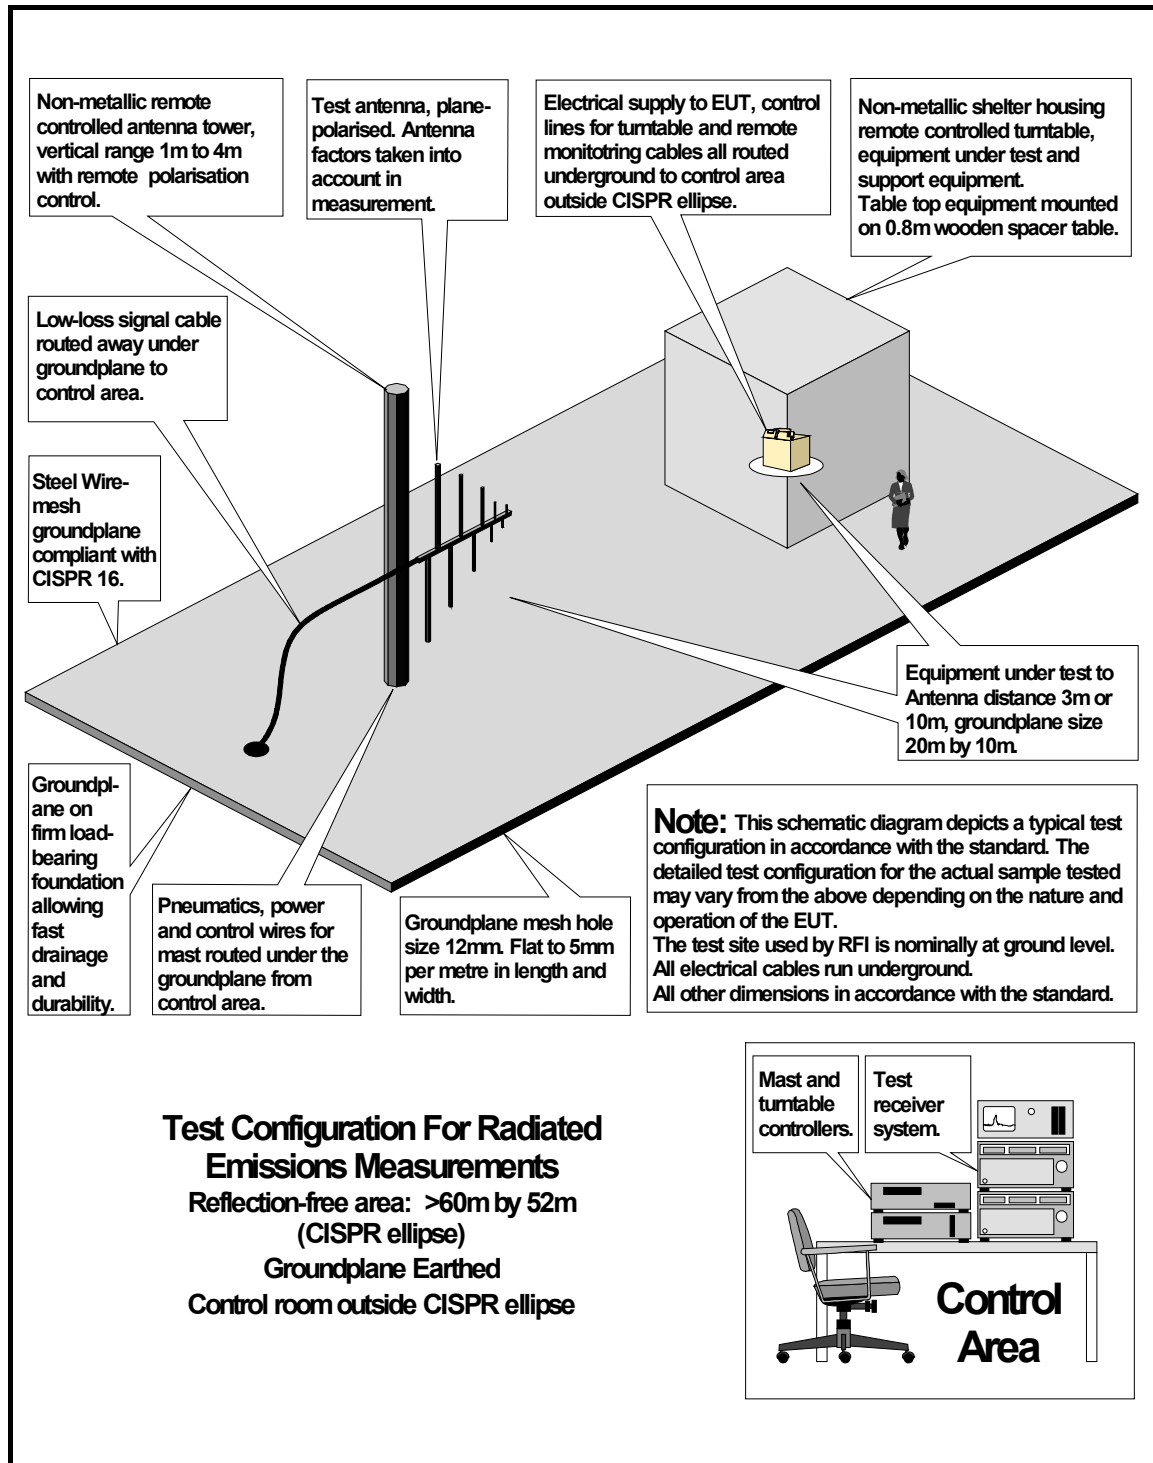 Non-metallic remote
controlled antenna tower,
vertical range 1m to 4m
with remote polarisation
control.
Test antenna, plane-
polarised. Antenna
factors taken into
account in
measurement.
Electrical supply to EUT, control
lines for turntable and remote
monitotring cables all routed
underground to control area
outside CISPR ellipse.
Non-metallic shelter housing
remote controlled turntable,
equipment under test and
support equipment.
Table top equipment mounted
on 0.8m wooden spacer table.
Low-loss signal cable
routed away under
groundplane to
control area.
Steel Wire-
mesh
groundplane
compliant with
CISPR 16.
Equipment under test to
Antenna distance 3m or
10m, groundplane size
20m by 10m.
Groundpl-
ane on
firm load-
bearing
foundation
allowing
fast
drainage
and
durability.
Pneumatics, power
and control wires for
mast routed under the
groundplane from
control area.
Groundplane mesh hole
size 12mm. Flat to 5mm
per metre in length and
width.
Note: This schematic diagram depicts a typical test
configuration in accordance with the standard. The
detailed test configuration for the actual sample tested
may vary from the above depending on the nature and
operation of the EUT.
The test site used by RFI is nominally at ground level.
All electrical cables run underground.
All other dimensions in accordance with the standard.
Test Configuration For Radiated
Emissions Measurements
Reflection-free area: >60m by 52m
(CISPR ellipse)
Groundplane Earthed
Control room outside CISPR ellipse
Mast and
turntable
controllers.
Test
receiver
system.
Control
Area